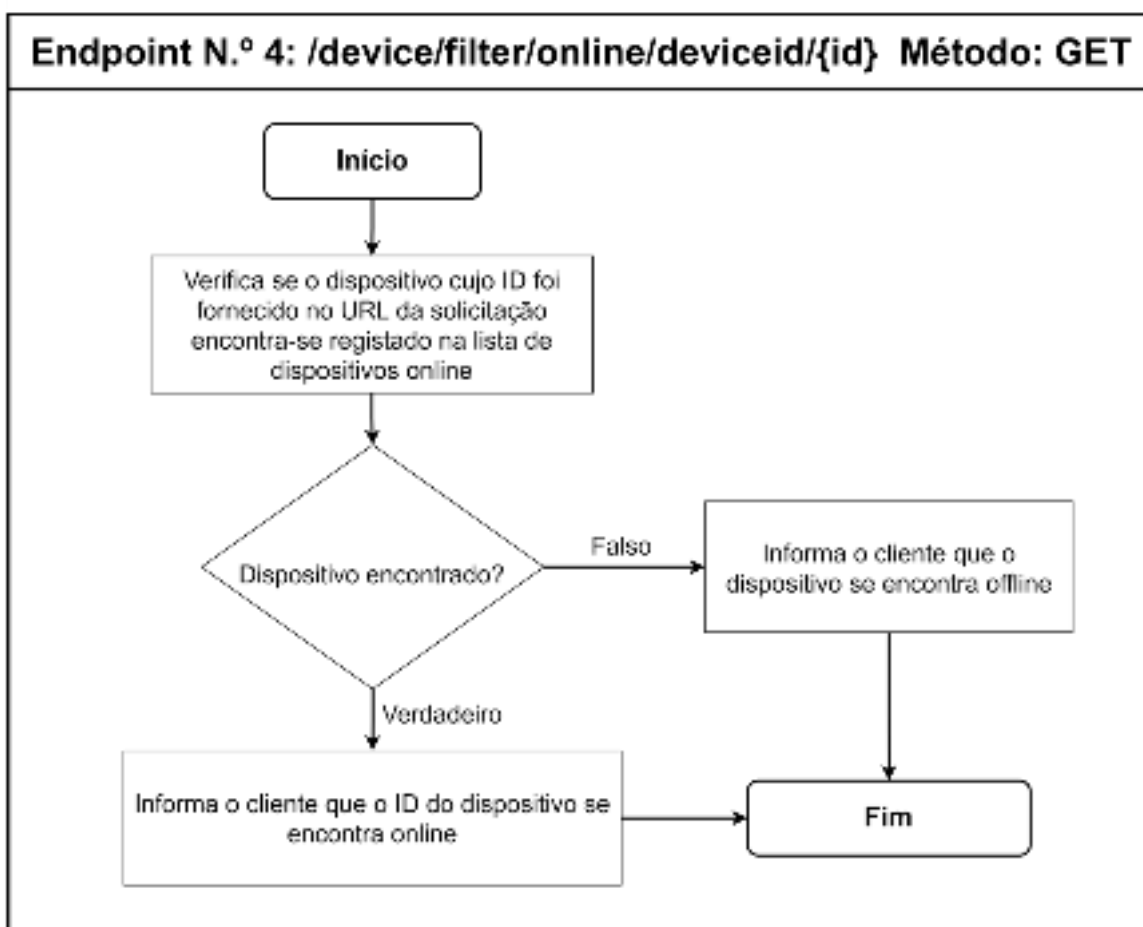 Endpoint N.º 4: /device/filter/online/deviceid/{id} Método: GET
Início
Verifica se o dispositivo cujo ID foi
fornecido no URL da solicitação
encontra-se registado na lista de
dispositivos online
Dispositivo encontrado?
Falso
Informa o cliente que o
dispositivo se encontra offline
Verdadeiro
Informa o cliente que o ID do dispositivo se
encontra online
Fim